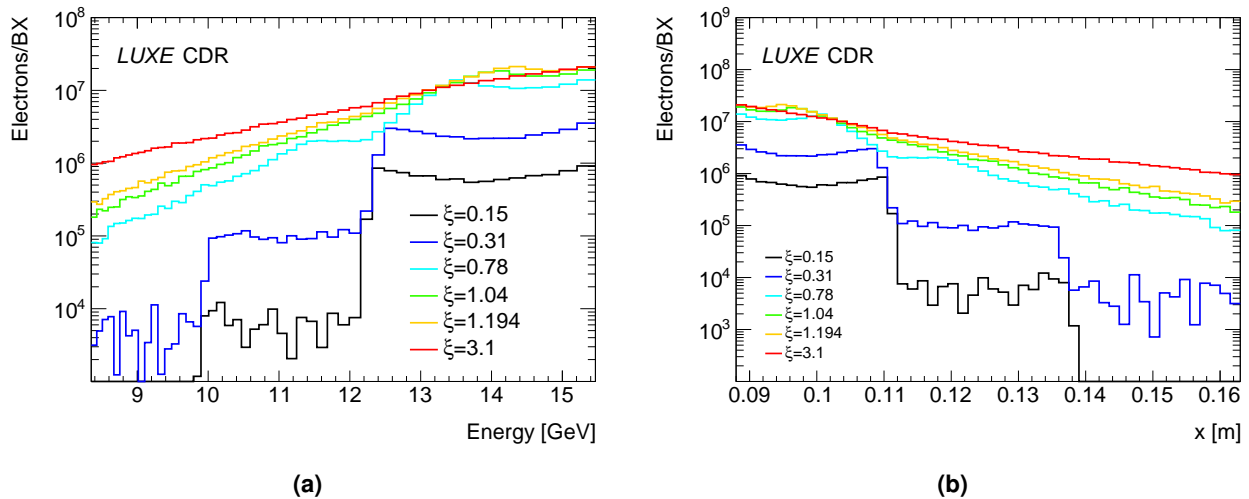 Electrons/BX
10^8
10^7
10^6
10^5
10^4
LUXE CDR
ξ=0.15
ξ=0.31
ξ=0.78
ξ=1.04
ξ=1.194
ξ=3.1
9 10 11 12 13 14 15
Energy [GeV]
(a)
Electrons/BX
10^9
10^8
10^7
10^6
10^5
10^4
10^3
LUXE CDR
ξ=0.15
ξ=0.31
ξ=0.78
ξ=1.04
ξ=1.194
ξ=3.1
0.09 0.1 0.11 0.12 0.13 0.14 0.15 0.16
x [m]
(b)